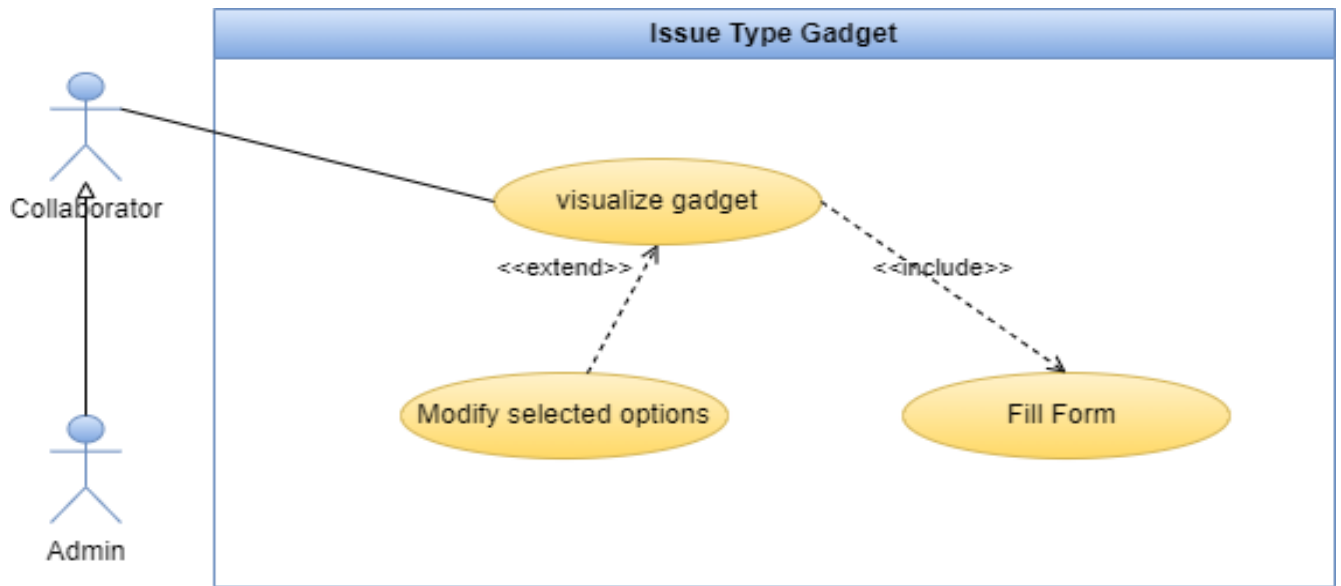 Issue Type Gadget
Collaborator
visualize gadget
<<extend>>
<<include>>
Modify selected options
Fill Form
Admin